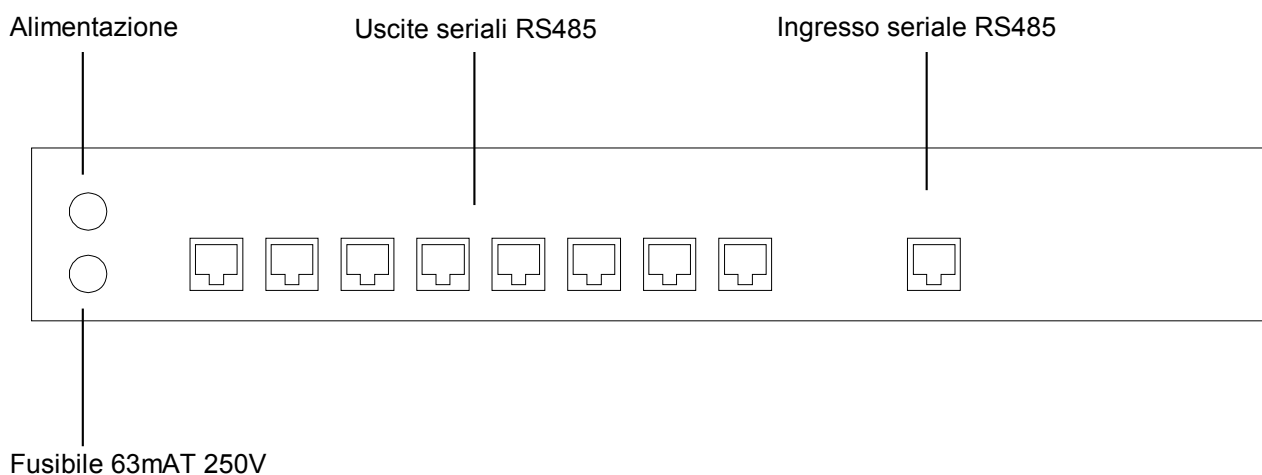 Alimentazione
Uscite seriali RS485
Ingresso seriale RS485
Fusibile 63mAT 250V